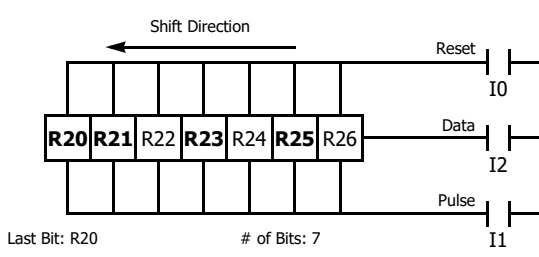 Shift Direction
Reset
I0
R20 R21 R22 R23 R24 R25 R26
Data
I2
Pulse
I1
Last Bit: R20 # of Bits: 7